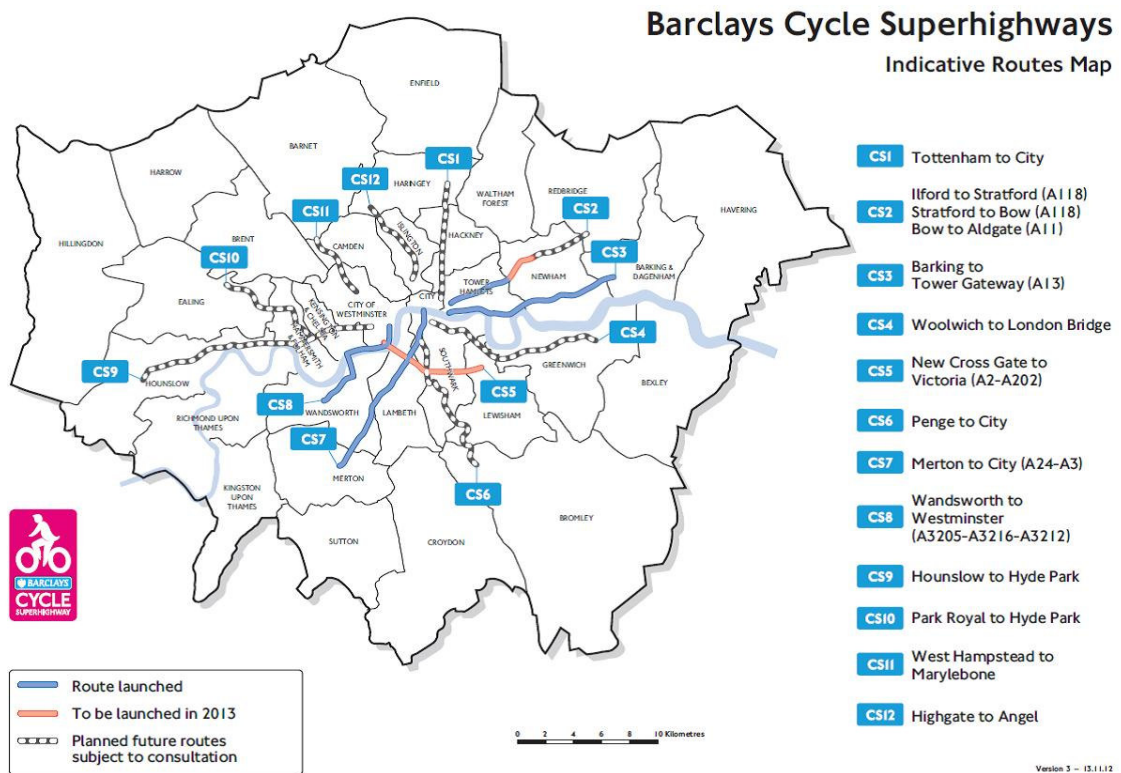 Barclays Cycle Superhighways
Indicative Routes Map
ENFIELD
BARNET
HARROW
HARINGEY
WALTHAM
FOREST
REDBRIDGE
HAVERING
HILLINGDON
BRENT
CAMDEN
ISLINGTON
HACKNEY
TOWER
HAMLETS
NEWHAM
BARKING &
DAGENHAM
EALING
KENSINGTON
& CHELSEA
HAMMERSMITH
& FULHAM
CITY OF
WESTMINSTER
CITY
HOUNSLOW
SOUTHWARK
GREENWICH
BEXLEY
RICHMOND UPON
THAMES
WANDSWORTH
LAMBETH
LEWISHAM
MERTON
KINGSTON
UPON
THAMES
SUTTON
CROYDON
BROMLEY
CS1
CS12
CS11
CS2
CS10
CS3
CS4
CS9
CS5
CS8
CS7
CS6
CS1 Tottenham to City
CS2 Ilford to Stratford (A118)
Stratford to Bow (A118)
Bow to Aldgate (A11)
CS3 Barking to
Tower Gateway (A13)
CS4 Woolwich to London Bridge
CS5 New Cross Gate to
Victoria (A2-A202)
CS6 Penge to City
CS7 Merton to City (A24-A3)
CS8 Wandsworth to
Westminster
(A3205-A3216-A3212)
CS9 Hounslow to Hyde Park
CS10 Park Royal to Hyde Park
CS11 West Hampstead to
Marylebone
CS12 Highgate to Angel
BARCLAYS
CYCLE
SUPERHIGHWAY
Route launched
To be launched in 2013
Planned future routes
subject to consultation
0 2 4 6 8 10 Kilometres
Version 3 – 13.11.12